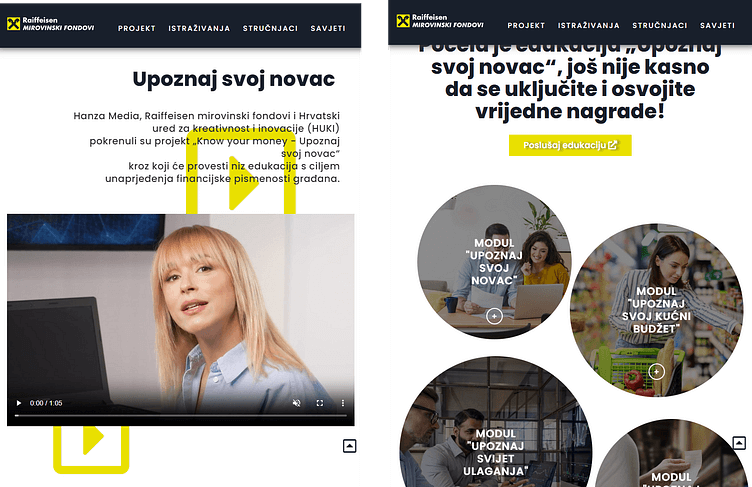 Raiffeisen
MIROVINSKI FONDOVI
PROJEKT
ISTRAŽIVANJA
STRUČNJACI
SAVJETI
Upoznaj svoj novac
Hanza Media, Raiffeisen mirovinski fondovi i Hrvatski
ured za kreativnost i inovacije (HUKI)
pokrenuli su projekt „Know your money - Upoznaj
svoj novac“
kroz koji će provesti niz edukacija s ciljem
unaprjeđenja financijske pismenosti građana.
0:00 / 1:05
Raiffeisen
MIROVINSKI FONDOVI
PROJEKT
ISTRAŽIVANJA
STRUČNJACI
SAVJETI
Počela je edukacija „Upoznaj
svoj novac“, još nije kasno
da se uključite i osvojite
vrijedne nagrade!
Poslušaj edukaciju
MODUL
"UPOZNAJ
SVOJ
NOVAC"
MODUL
"UPOZNAJ
SVOJ KUĆNI
BUDŽET"
MODUL
"UPOZNAJ
SVIJET
ULAGANJA"
MODUL
"UPOZNAJ